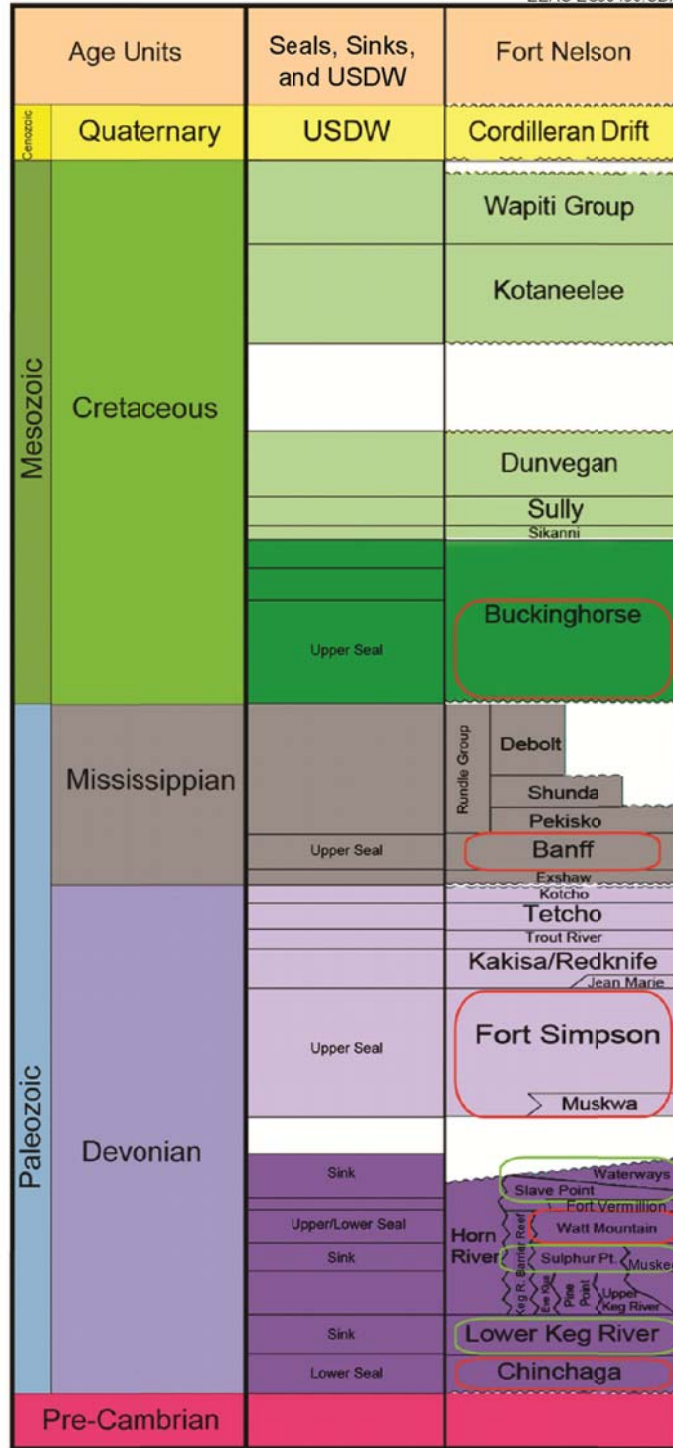 Age Units
Seals, Sinks,
and USDW
Fort Nelson
Cenozoic
Quaternary
USDW
Cordilleran Drift
Mesozoic
Cretaceous
Wapiti Group
Kotaneelee
Dunvegan
Sully
Sikanni
Upper Seal
Buckinghorse
Paleozoic
Mississippian
Rundle Group
Debolt
Shunda
Pekisko
Upper Seal
Banff
Exshaw
Devonian
Kotcho
Tetcho
Trout River
Kakisa/Redknife
Jean Marie
Upper Seal
Fort Simpson
Muskwa
Sink
Waterways
Slave Point
Fort Vermillion
Upper/Lower Seal
Horn
River
Keg R. Barrier Reef
Watt Mountain
Sink
Sulphur Pt.
Muske
Pine
Point
Upper
Keg River
Sink
Lower Keg River
Lower Seal
Chinchaga
Pre-Cambrian